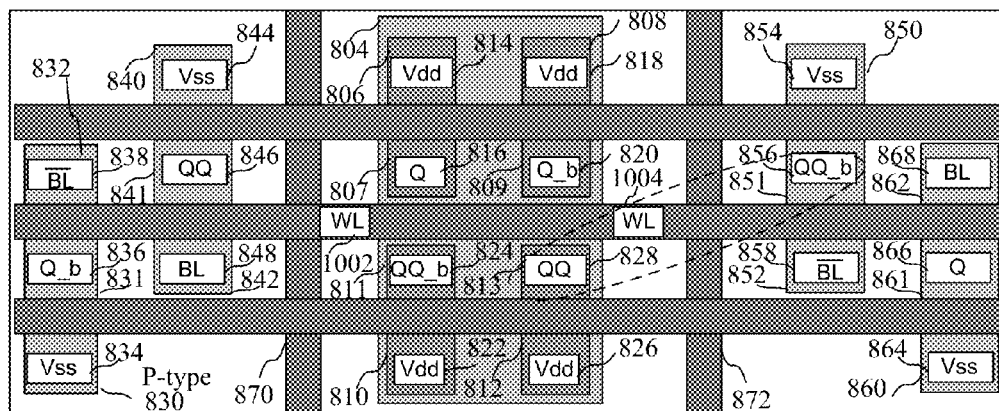 844 804 814 808 854 850
840 Vss Vdd Vdd 818 Vss
832 806
BL 838 QQ 846 Q 816 Q_b 820 856 QQ_b 868 BL
841 807 809 1004 851 862
WL WL
Q_b 836 BL 848 1002 QQ_b 824 QQ 828 858 BL 866 Q
831 842 811 813 852 861
Vss 834 Vdd 822 Vdd 826 864 Vss
P-type 870 810 812 872 860
830